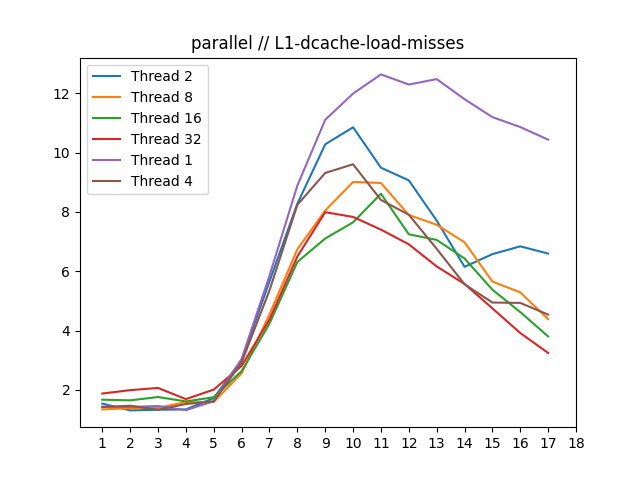 parallel // L1-dcache-load-misses
Thread 2
Thread 8
Thread 16
Thread 32
Thread 1
Thread 4
12
10
8
6
4
2
1 2 3 4 5 6 7 8 9 10 11 12 13 14 15 16 17 18